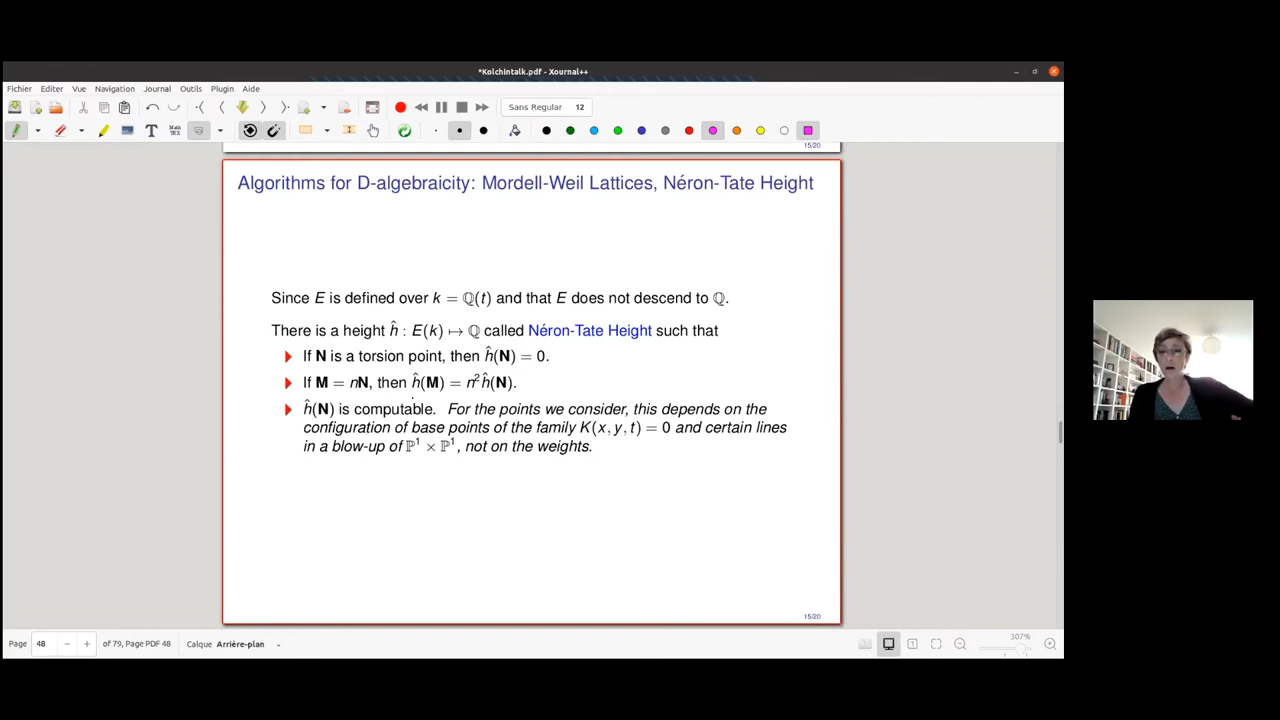 *Kolchintalk.pdf - Xournal++
Fichier Editer Vue Navigation Journal Outils Plugin Aide
Sans Regular 12
15/20
Algorithms for D-algebraicity: Mordell-Weil Lattices, Néron-Tate Height
Since E is defined over k = ℚ(t) and that E does not descend to ℚ.
There is a height ĥ : E(k) ↦ ℚ called Néron-Tate Height such that
If N is a torsion point, then ĥ(N) = 0.
If M = nN, then ĥ(M) = n²ĥ(N).
ĥ(N) is computable. For the points we consider, this depends on the
configuration of base points of the family K(x, y, t) = 0 and certain lines
in a blow-up of ℙ¹ × ℙ¹, not on the weights.
15/20
Page 48 of 79, Page PDF 48 Calque Arrière-plan 307%